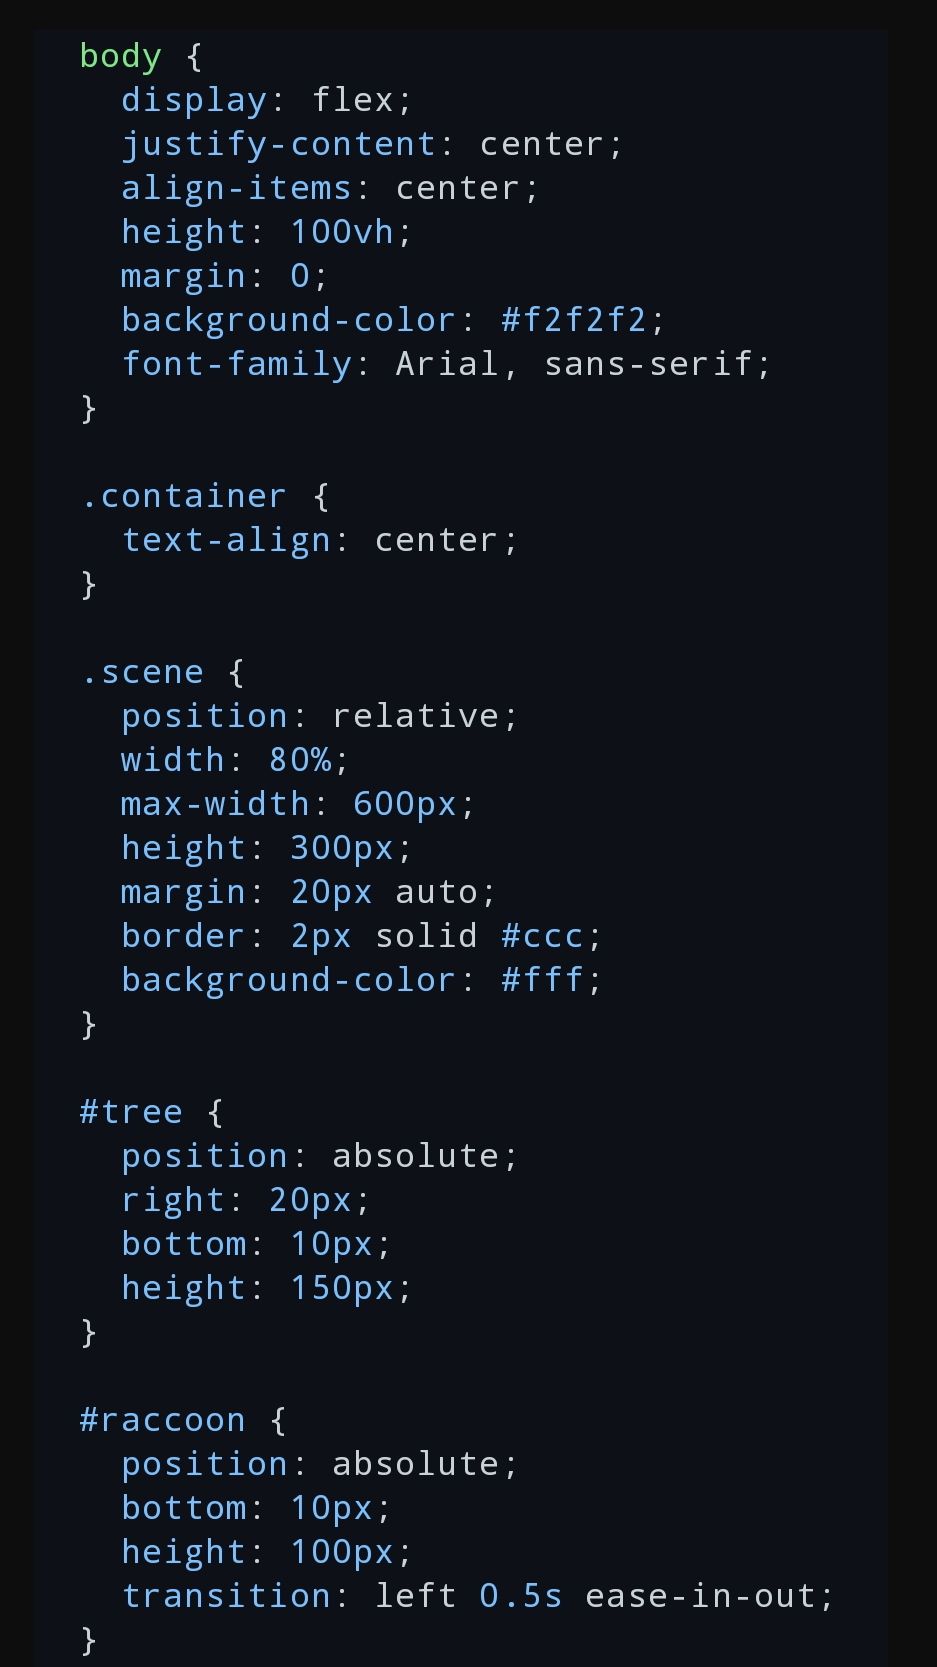 body {
  display: flex;
  justify-content: center;
  align-items: center;
  height: 100vh;
  margin: 0;
  background-color: #f2f2f2;
  font-family: Arial, sans-serif;
}

.container {
  text-align: center;
}

.scene {
  position: relative;
  width: 80%;
  max-width: 600px;
  height: 300px;
  margin: 20px auto;
  border: 2px solid #ccc;
  background-color: #fff;
}

#tree {
  position: absolute;
  right: 20px;
  bottom: 10px;
  height: 150px;
}

#raccoon {
  position: absolute;
  bottom: 10px;
  height: 100px;
  transition: left 0.5s ease-in-out;
}